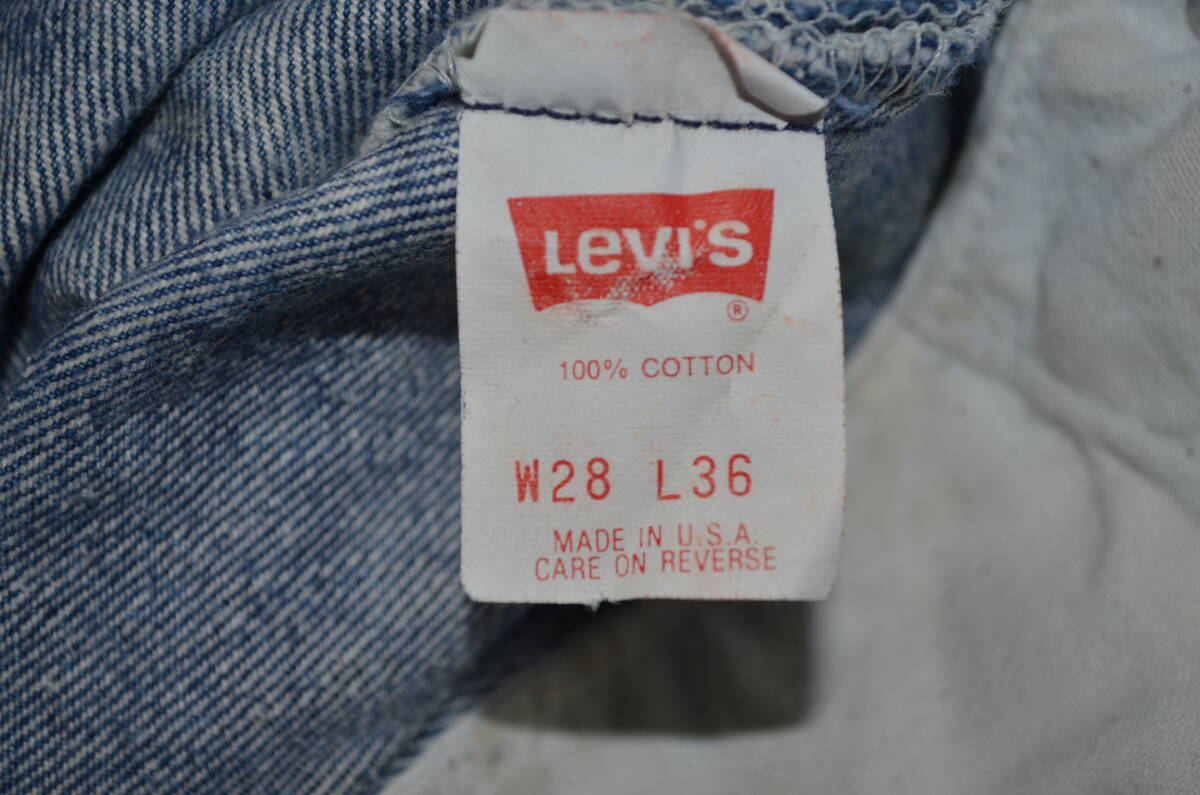 Levi's
®
100% COTTON
W28 L36
MADE IN U.S.A.
CARE ON REVERSE